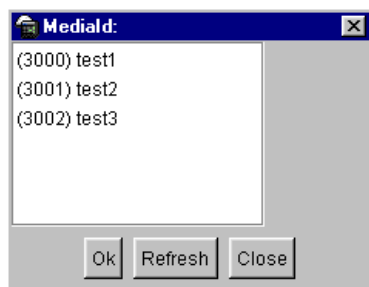 MediaId:
(3000) test1
(3001) test2
(3002) test3
Ok Refresh Close